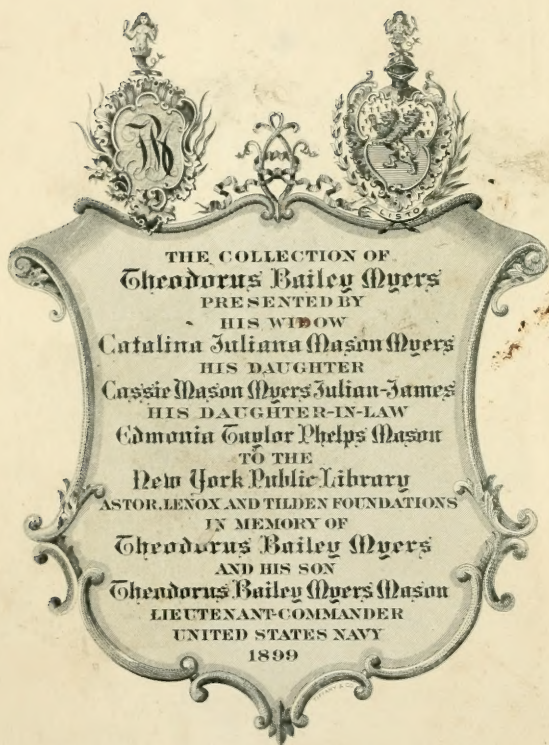 LISTO
THE COLLECTION OF
Theodorus Bailey Myers
PRESENTED BY
HIS WIDOW
Catalina Juliana Mason Myers
HIS DAUGHTER
Cassie Mason Myers Julian-James
HIS DAUGHTER-IN-LAW
Edmonia Taylor Phelps Mason
TO THE
New York Public Library
ASTOR, LENOX AND TILDEN FOUNDATIONS
IN MEMORY OF
Theodorus Bailey Myers
AND HIS SON
Theodorus Bailey Myers Mason
LIEUTENANT-COMMANDER
UNITED STATES NAVY
1899